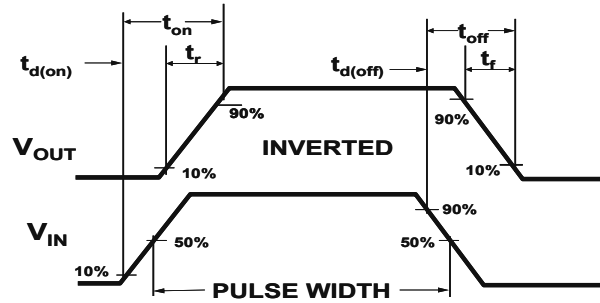 ton
toff
tr
tf
td(on)
td(off)
90%
90%
VOUT
INVERTED
10%
10%
VIN
90%
50%
50%
10%
PULSE WIDTH